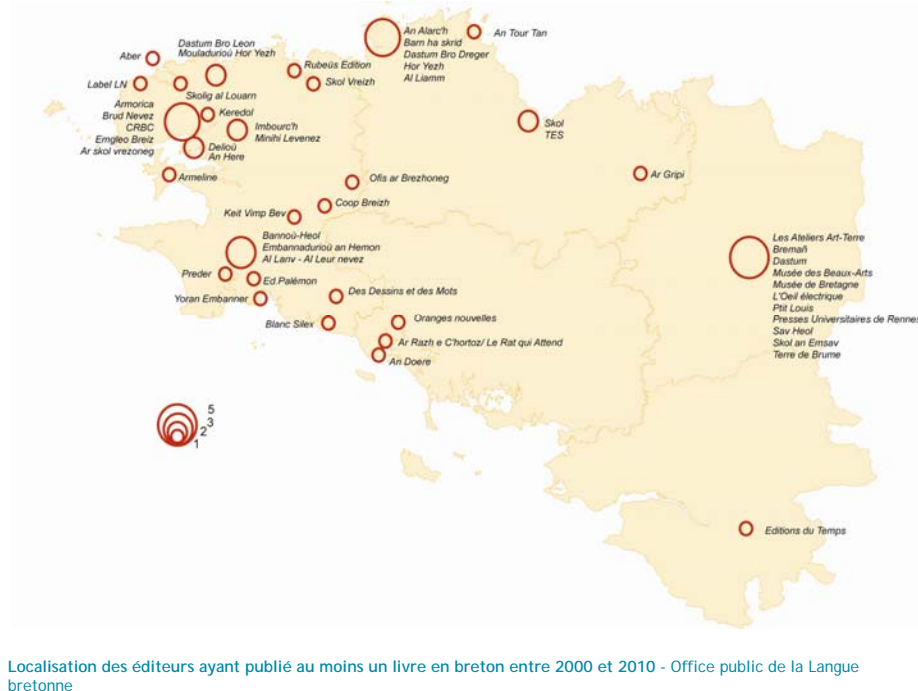 An Alarc'h
Barn ha skrid
Dastum Bro Dreger
Hor Yezh
Al Liamm
An Tour Tan
Dastum Bro Leon
Mouladurioù Hor Yezh
Aber
Rubeüs Edition
Label LN
Skol Vreizh
Skolig al Louarn
Armorica
Brud Nevez
CRBC
Emgleo Breiz
Ar skol vrezoneg
Keredol
Imbourc'h
Minihi Levenez
Delioù
An Here
Skol
TES
Armeline
Ofis ar Brezhoneg
Ar Gripi
Coop Breizh
Keit Vimp Bev
Bannoù-Heol
Embannadurioù an Hemon
Al Lanv - Al Leur nevez
Les Ateliers Art-Terre
Bremañ
Dastum
Musée des Beaux-Arts
Musée de Bretagne
L'Oeil électrique
Ptit Louis
Presses Universitaires de Rennes
Sav Heol
Skol an Emsav
Terre de Brume
Preder
Ed.Palémon
Yoran Embanner
Des Dessins et des Mots
Blanc Silex
Oranges nouvelles
Ar Razh e C'hortoz/ Le Rat qui Attend
An Doere
5
3
2
1
Editions du Temps
Localisation des éditeurs ayant publié au moins un livre en breton entre 2000 et 2010 - Office public de la Langue
bretonne